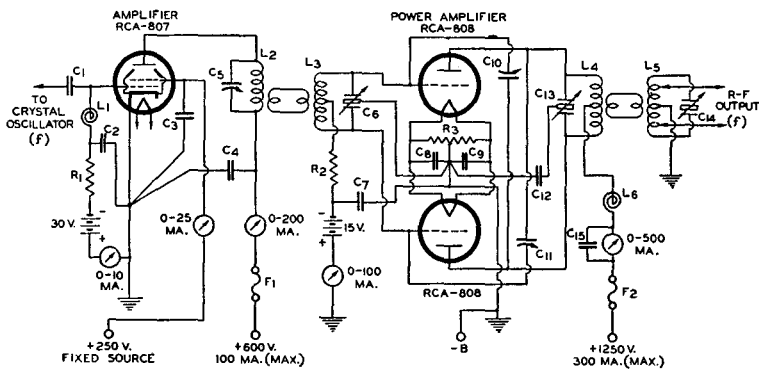 AMPLIFIER
RCA-807
POWER AMPLIFIER
RCA-808
C1
L1
TO
CRYSTAL
OSCILLATOR
(f)
C2
C3
R1
30 V.
-
+
0-10
MA.
0-25
MA.
+250 V.
FIXED SOURCE
L2
C5
C4
0-200
MA.
F1
+600 V.
100 MA.(MAX.)
L3
C6
R2
C7
-
15 V.
+
0-100
MA.
R3
C8
C9
C10
C11
C12
RCA-808
-B
C13
L4
L5
C14
R-F
OUTPUT
(f)
L6
C15
0-500
MA.
F2
+1250 V.
300 MA.(MAX.)